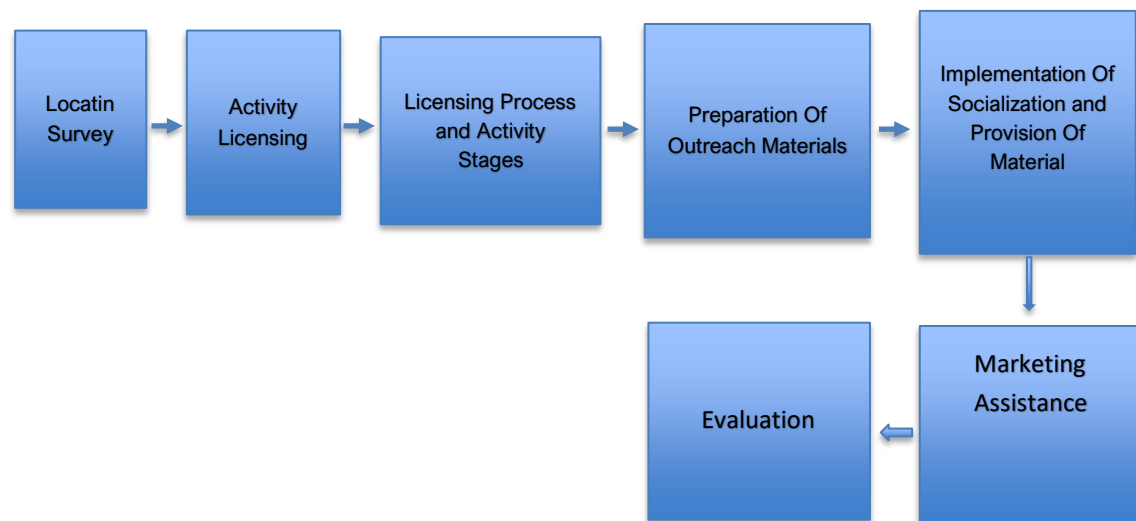 Locatin
Survey
Activity
Licensing
Licensing Process
and Activity
Stages
Preparation Of
Outreach Materials
Implementation Of
Socialization and
Provision Of
Material
Marketing
Assistance
Evaluation